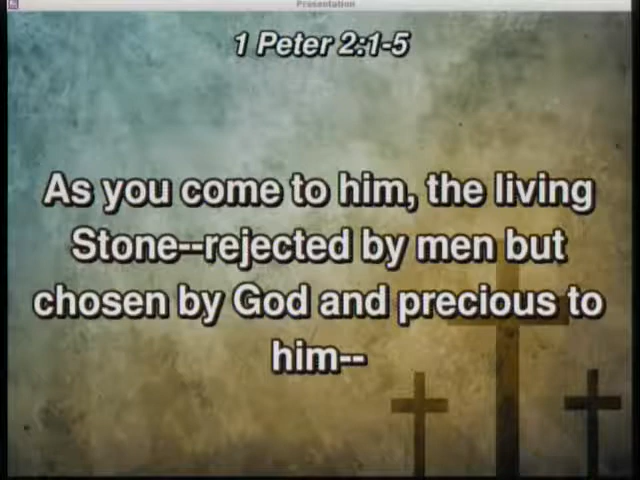 Presentation
1 Peter 2:1-5
As you come to him, the living
Stone--rejected by men but
chosen by God and precious to
him--